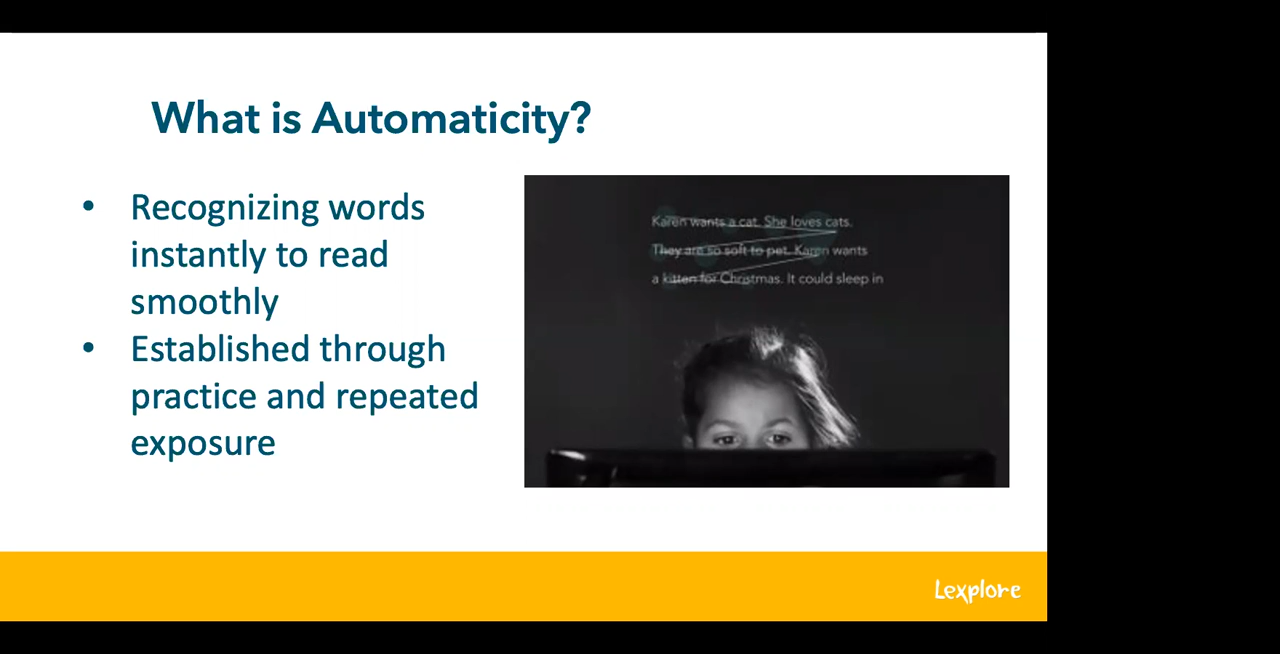 What is Automaticity?
• Recognizing words
instantly to read
smoothly
• Established through
practice and repeated
exposure
Karen wants a cat. She loves cats.
They are so soft to pet. Karen wants
a kitten for Christmas. It could sleep in
Lexplore